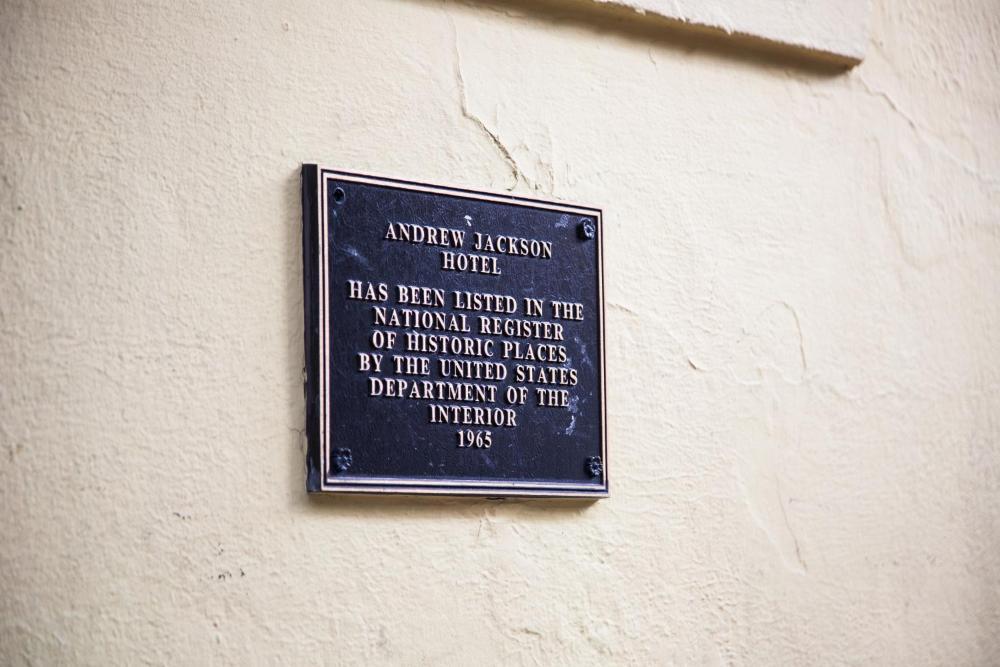 ANDREW JACKSON
HOTEL
HAS BEEN LISTED IN THE
NATIONAL REGISTER
OF HISTORIC PLACES
BY THE UNITED STATES
DEPARTMENT OF THE
INTERIOR
1965